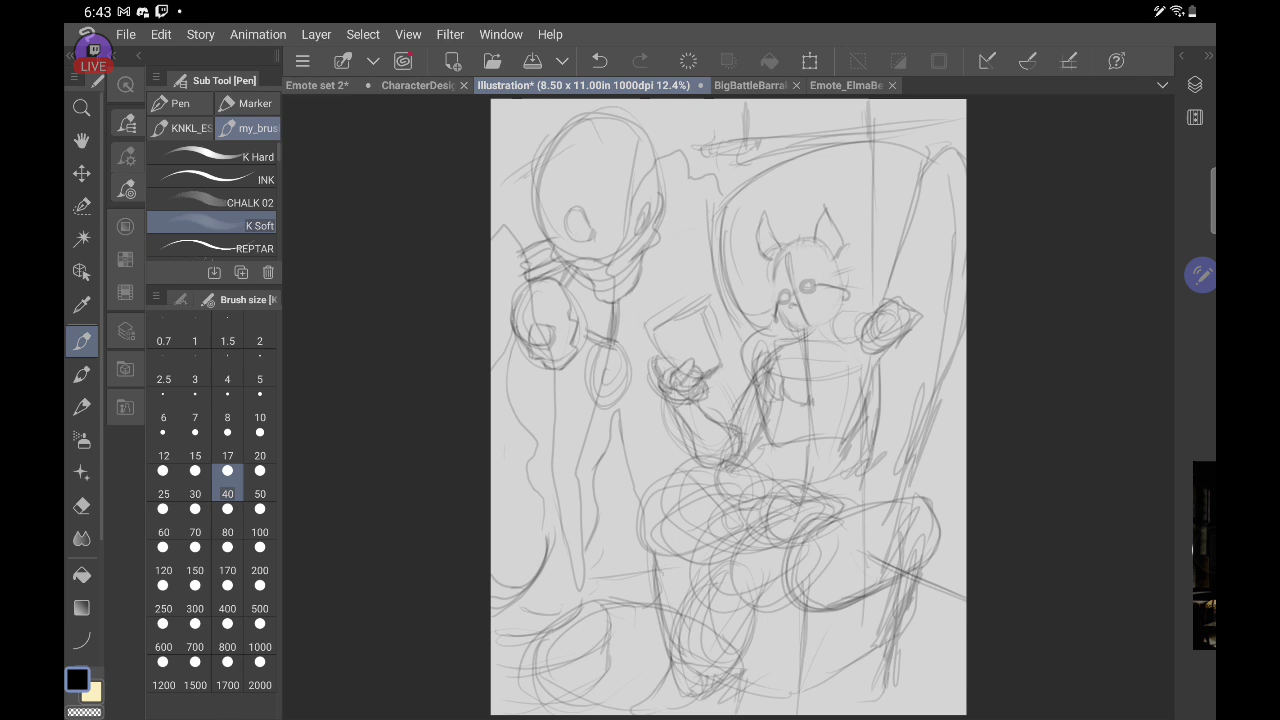 6:43
LIVE
File Edit Story Animation Layer Select View Filter Window Help
Sub Tool [Pen]
Emote set 2* CharacterDesi Illustration* (8.50 x 11.00in 1000dpi 12.4%) BigBattleBarra Emote_ElmaBe
Pen Marker
KNKL_ES my_brus
K Hard
INK
CHALK 02
K Soft
REPTAR
Brush size [K
0.7 1 1.5 2
2.5 3 4 5
6 7 8 10
12 15 17 20
25 30 40 50
60 70 80 100
120 150 170 200
250 300 400 500
600 700 800 1000
1200 1500 1700 2000